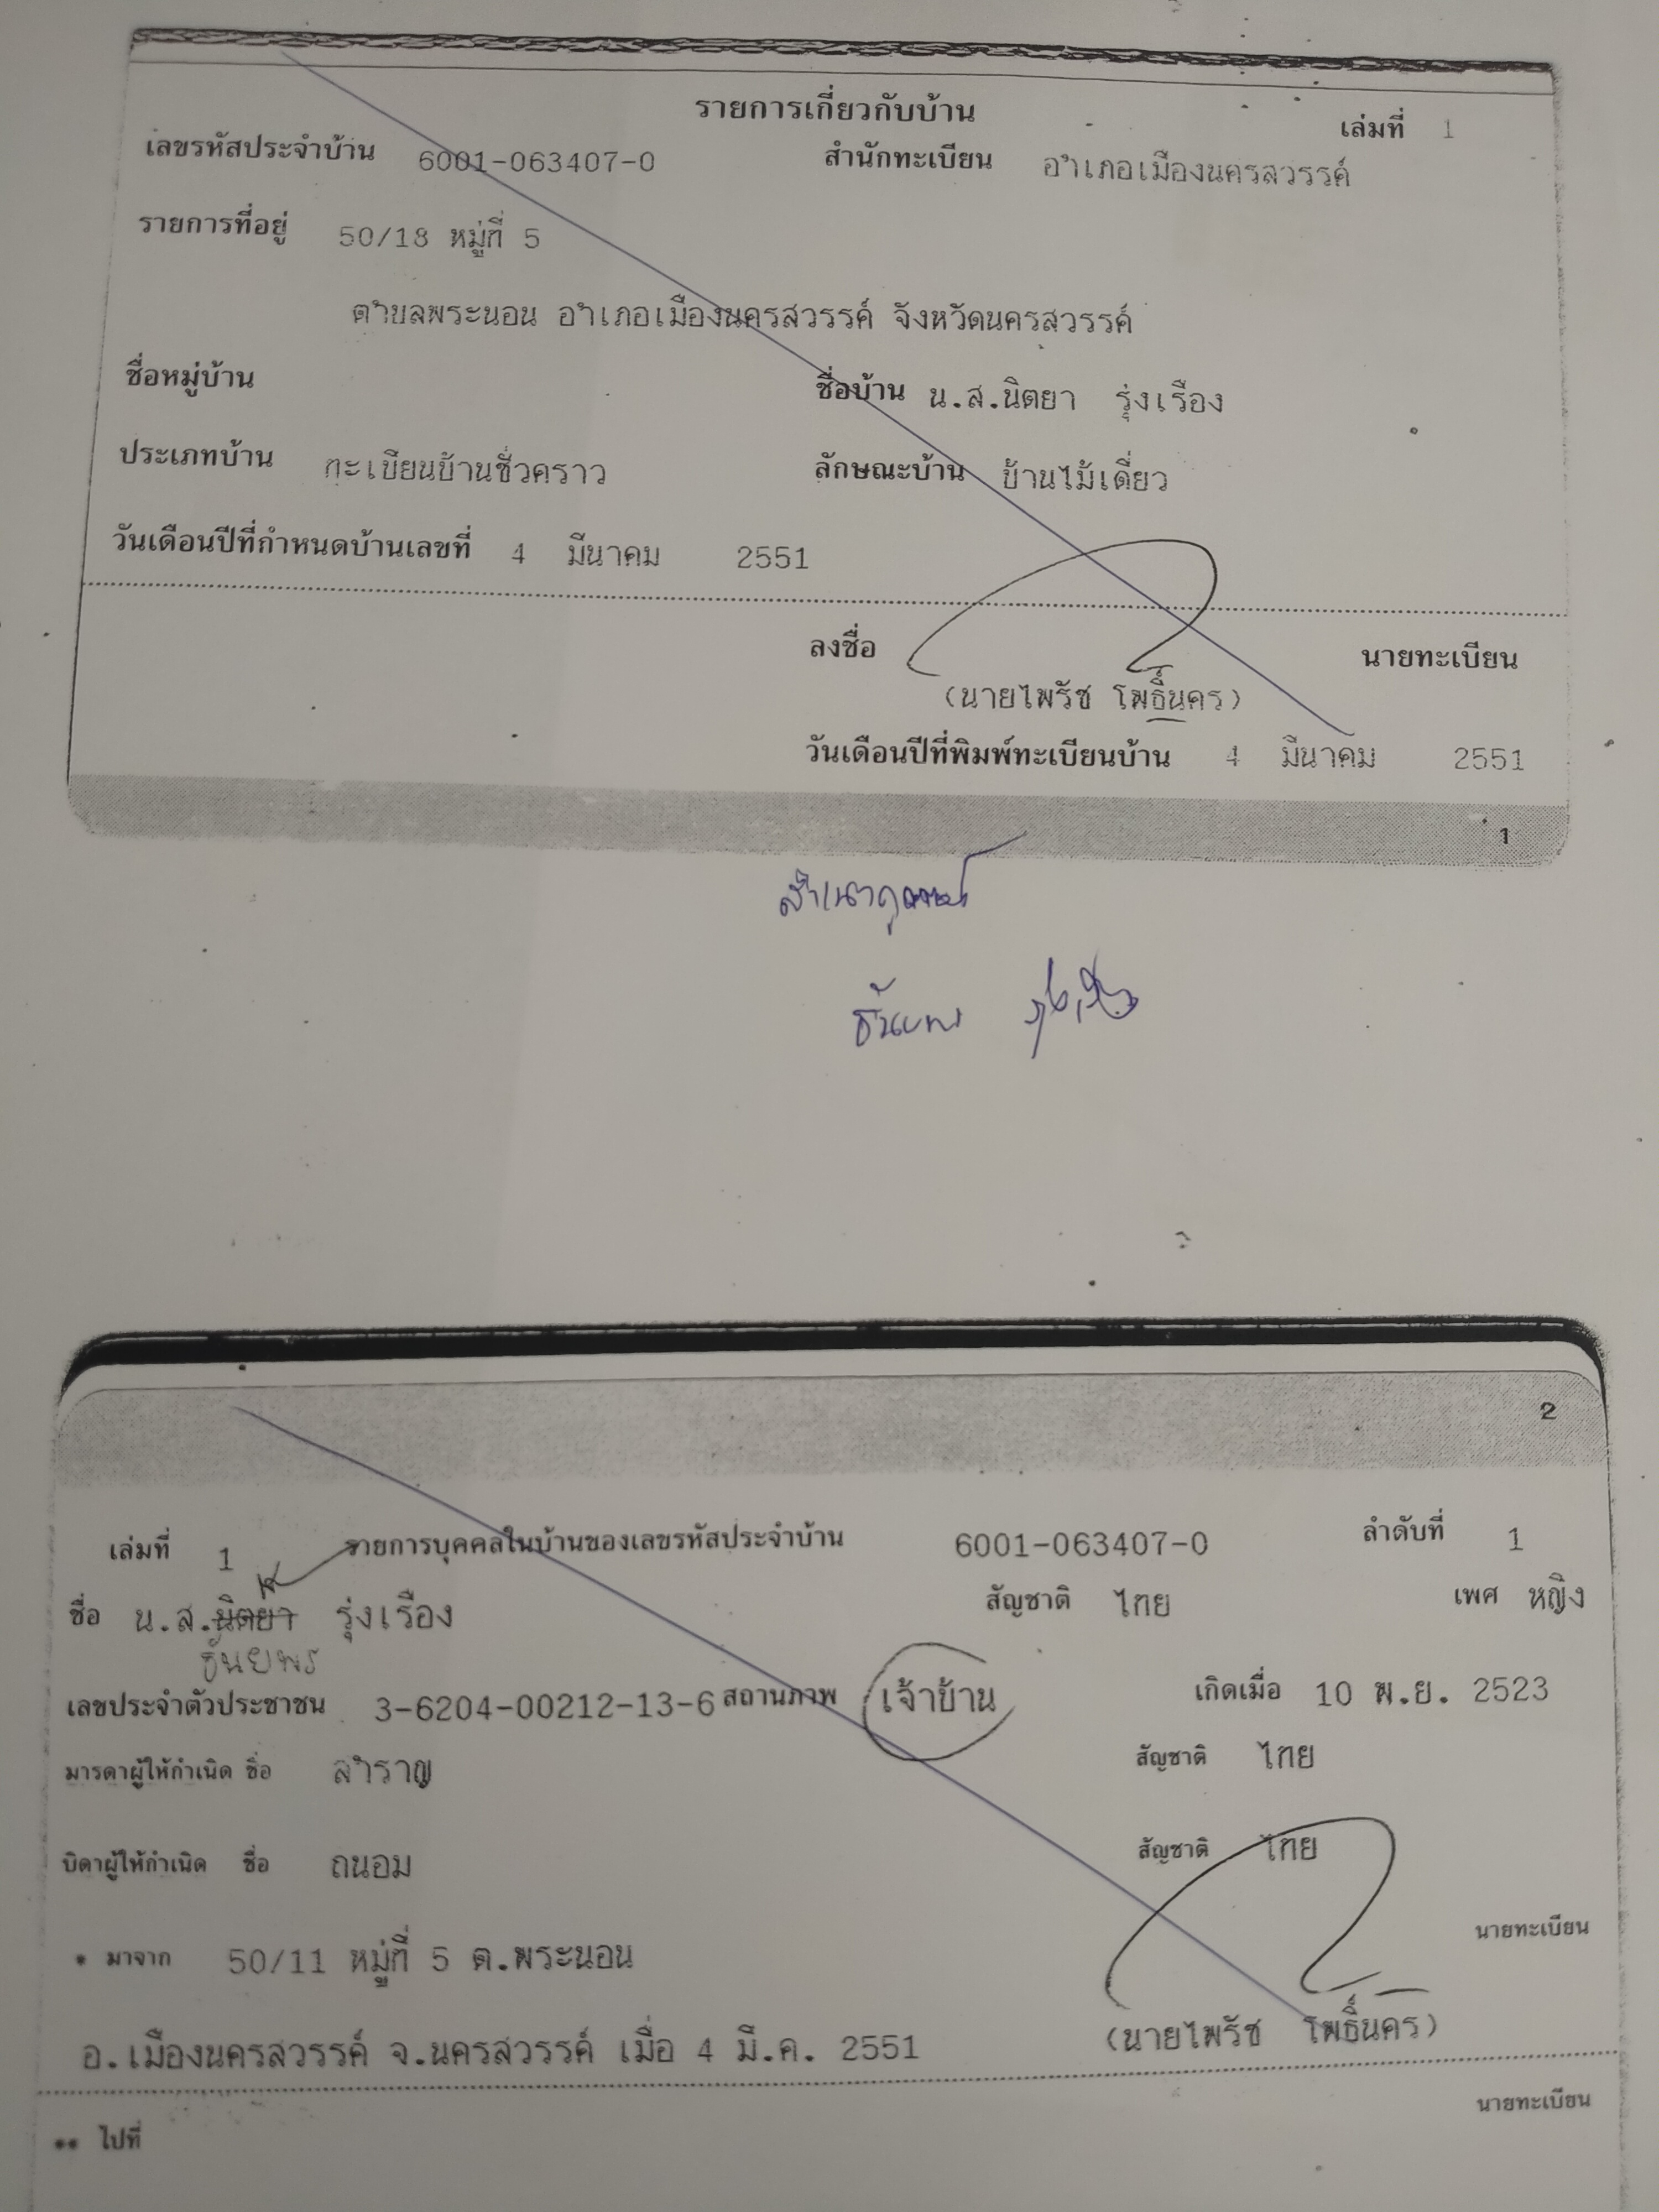 รายการเกี่ยวกับบ้าน เล่มที่ 1
เลขรหัสประจำบ้าน 6001-063407-0 สำนักทะเบียน อำเภอเมืองนครสวรรค์
รายการที่อยู่ 50/18 หมู่ที่ 5
ตำบลพระนอน อำเภอเมืองนครสวรรค์ จังหวัดนครสวรรค์
ชื่อหมู่บ้าน ชื่อบ้าน น.ส.นิตยา รุ่งเรือง
ประเภทบ้าน ทะเบียนบ้านชั่วคราว ลักษณะบ้าน บ้านไม้เดี่ยว
วันเดือนปีที่กำหนดบ้านเลขที่ 4 มีนาคม 2551
ลงชื่อ นายทะเบียน
(นายไพรัช โพธิ์นคร)
วันเดือนปีที่พิมพ์ทะเบียนบ้าน 4 มีนาคม 2551
1
สำเนาถูกต้อง
ธันยพร รุ่งเรือง
2
เล่มที่ 1 รายการบุคคลในบ้านของเลขรหัสประจำบ้าน 6001-063407-0 ลำดับที่ 1
ชื่อ น.ส.นิตยา รุ่งเรือง สัญชาติ ไทย เพศ หญิง
ธันยพร
เลขประจำตัวประชาชน 3-6204-00212-13-6 สถานภาพ เจ้าบ้าน เกิดเมื่อ 10 พ.ย. 2523
มารดาผู้ให้กำเนิด ชื่อ สำราญ สัญชาติ ไทย
บิดาผู้ให้กำเนิด ชื่อ ถนอม สัญชาติ ไทย
* มาจาก 50/11 หมู่ที่ 5 ต.พระนอน นายทะเบียน
อ.เมืองนครสวรรค์ จ.นครสวรรค์ เมื่อ 4 มี.ค. 2551 (นายไพรัช โพธิ์นคร)
** ไปที่ นายทะเบียน